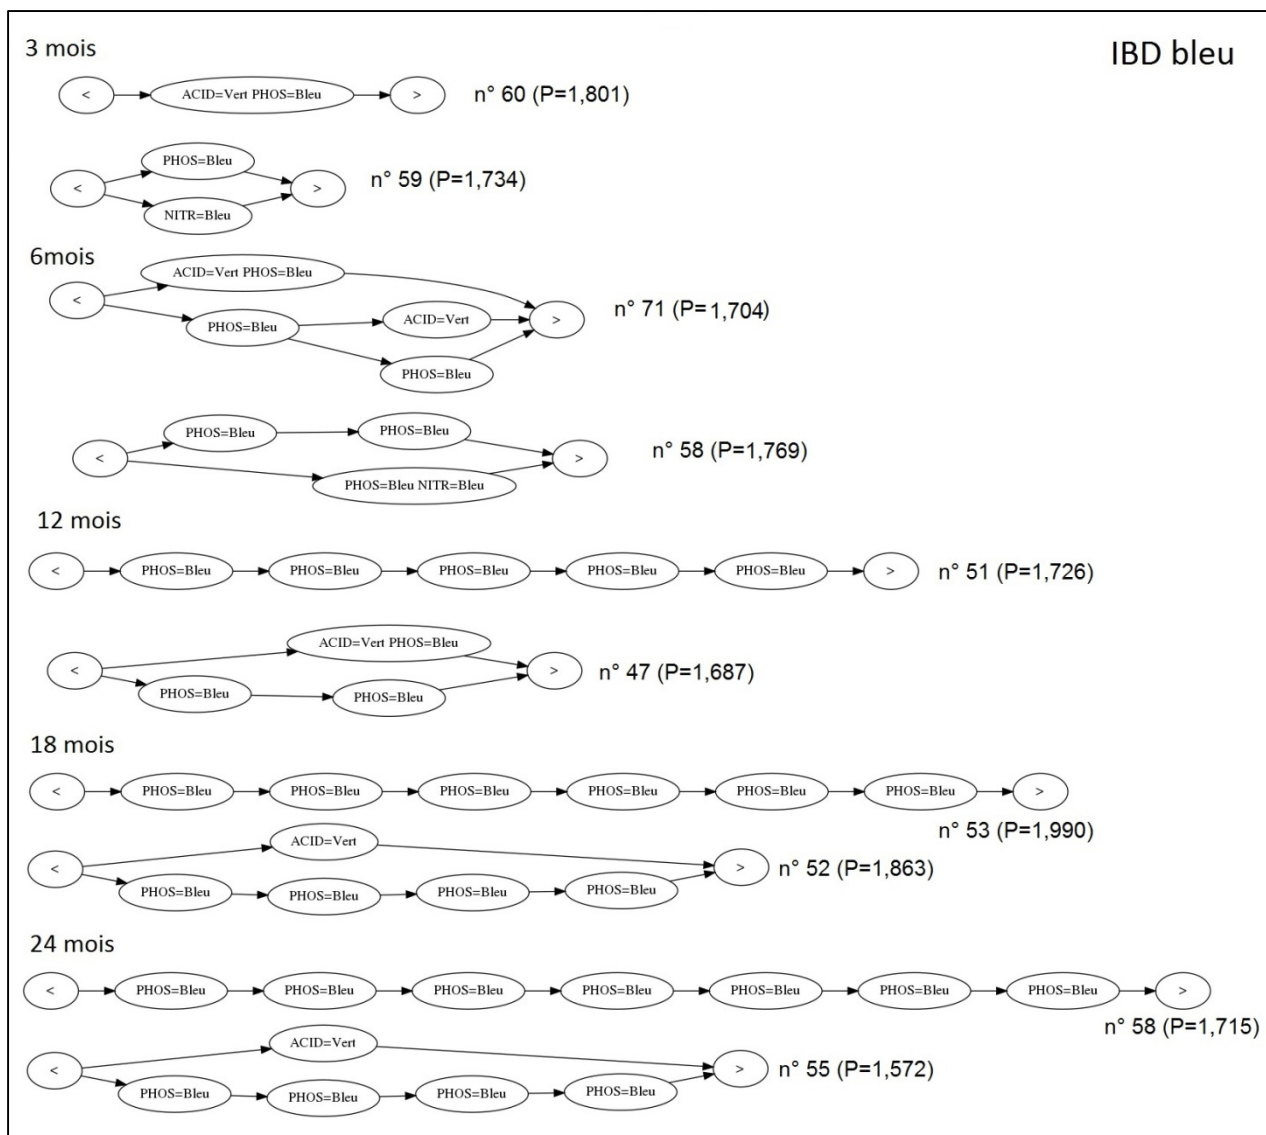 3 mois
IBD bleu
< ACID=Vert PHOS=Bleu > n° 60 (P=1,801)
PHOS=Bleu
< > n° 59 (P=1,734)
NITR=Bleu
6mois
ACID=Vert PHOS=Bleu
< > n° 71 (P=1,704)
PHOS=Bleu ACID=Vert
PHOS=Bleu
PHOS=Bleu PHOS=Bleu
< > n° 58 (P=1,769)
PHOS=Bleu NITR=Bleu
12 mois
< PHOS=Bleu PHOS=Bleu PHOS=Bleu PHOS=Bleu PHOS=Bleu > n° 51 (P=1,726)
ACID=Vert PHOS=Bleu
< > n° 47 (P=1,687)
PHOS=Bleu PHOS=Bleu
18 mois
< PHOS=Bleu PHOS=Bleu PHOS=Bleu PHOS=Bleu PHOS=Bleu PHOS=Bleu >
n° 53 (P=1,990)
ACID=Vert
< > n° 52 (P=1,863)
PHOS=Bleu PHOS=Bleu PHOS=Bleu PHOS=Bleu
24 mois
< PHOS=Bleu PHOS=Bleu PHOS=Bleu PHOS=Bleu PHOS=Bleu PHOS=Bleu PHOS=Bleu >
n° 58 (P=1,715)
ACID=Vert
< > n° 55 (P=1,572)
PHOS=Bleu PHOS=Bleu PHOS=Bleu PHOS=Bleu